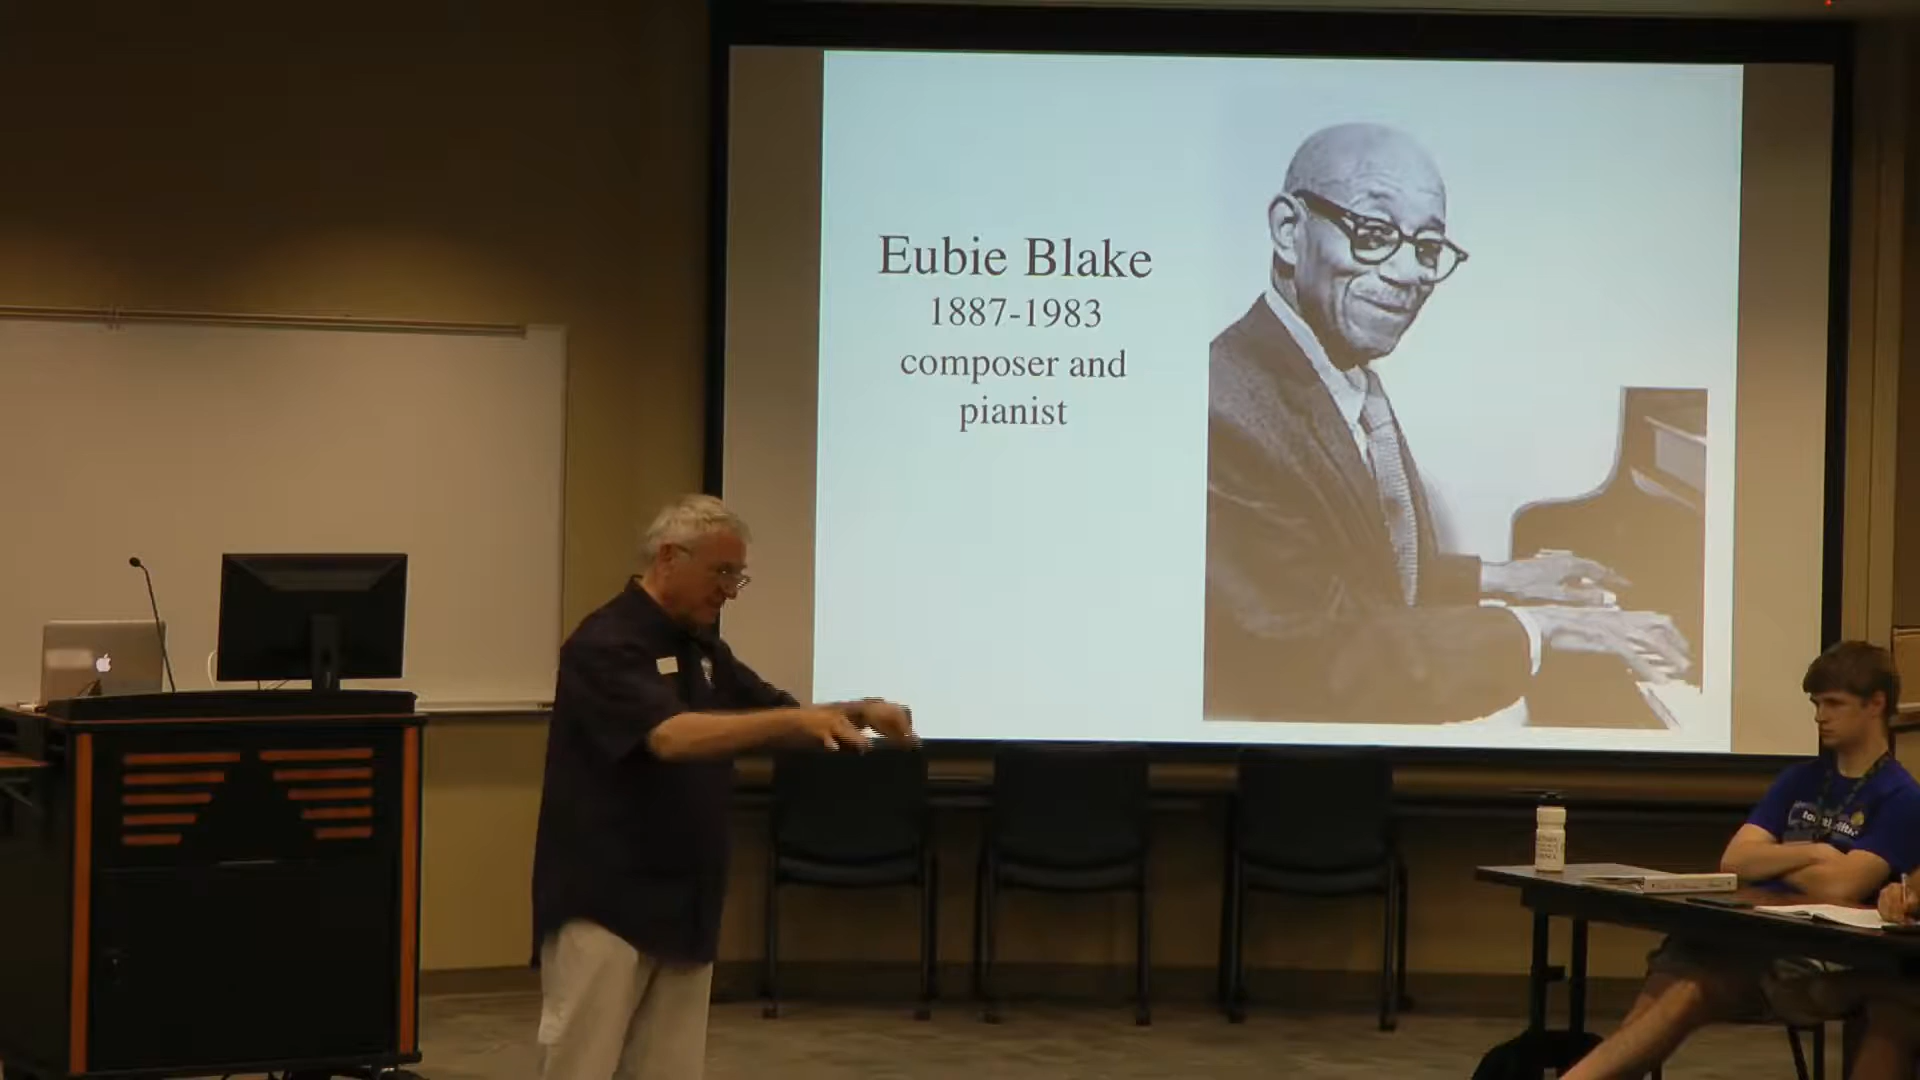 Eubie Blake
1887-1983
composer and
pianist